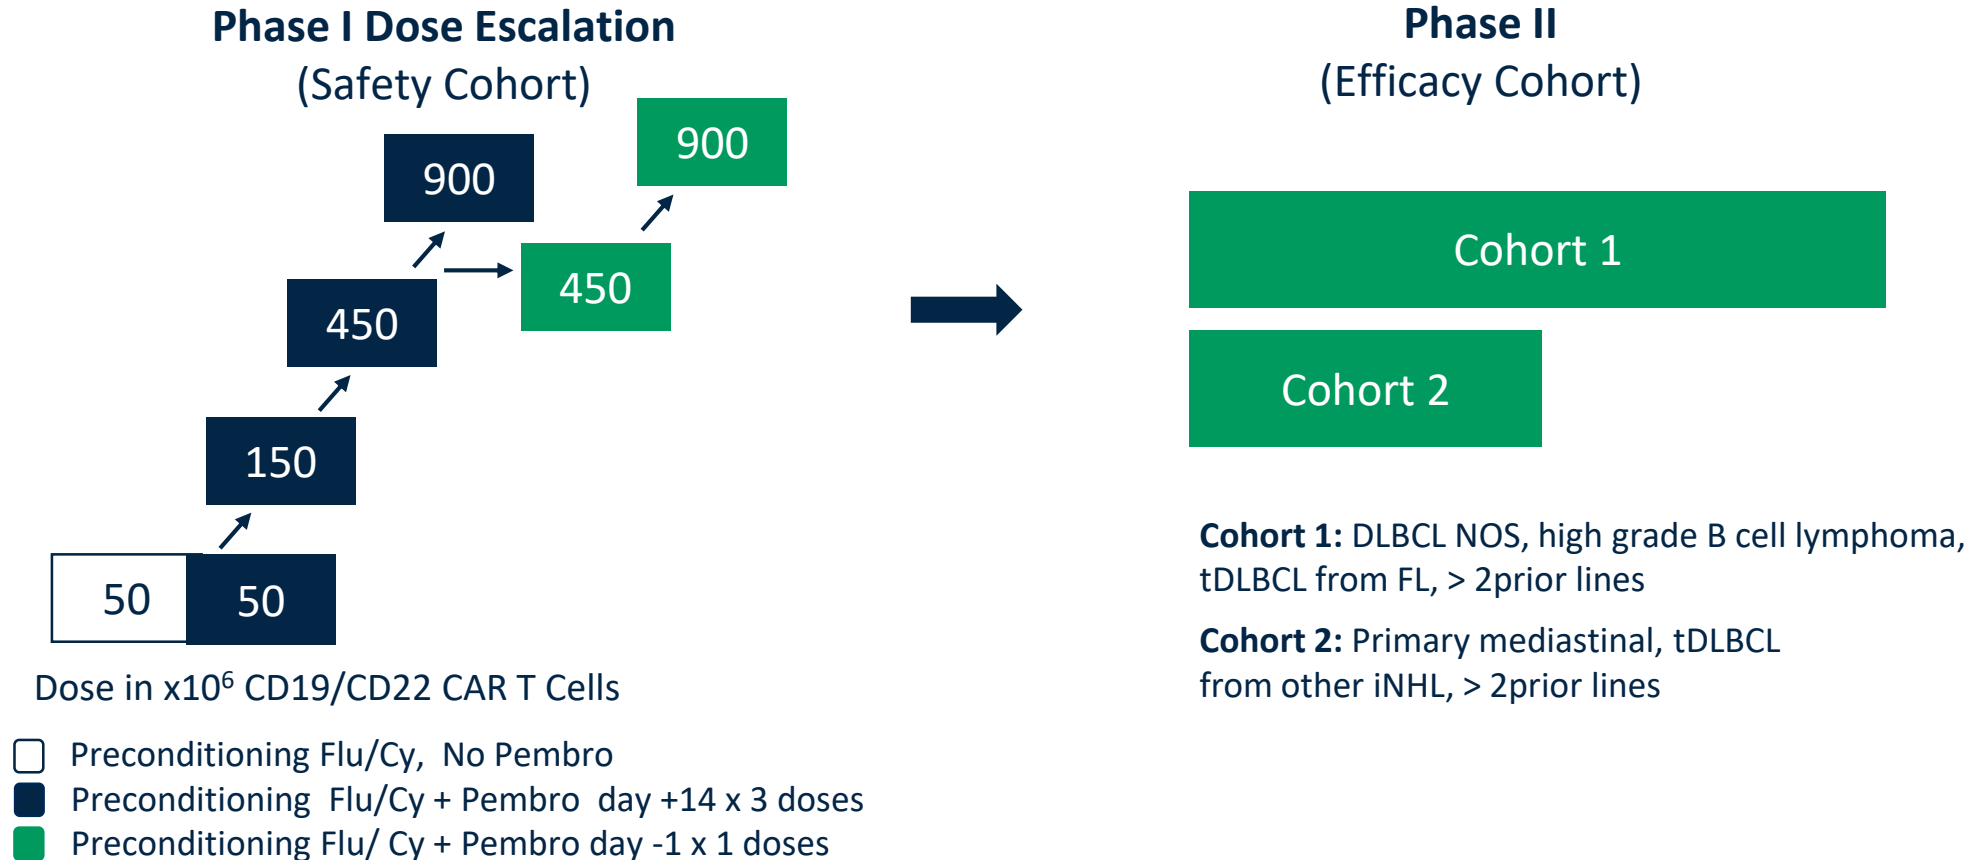 Phase I Dose Escalation
(Safety Cohort)
900
900
450
450
150
50
50
Dose in x10⁶ CD19/CD22 CAR T Cells
Preconditioning Flu/Cy, No Pembro
Preconditioning Flu/Cy + Pembro day +14 x 3 doses
Preconditioning Flu/ Cy + Pembro day -1 x 1 doses
Phase II
(Efficacy Cohort)
Cohort 1
Cohort 2
Cohort 1: DLBCL NOS, high grade B cell lymphoma,
tDLBCL from FL, > 2prior lines
Cohort 2: Primary mediastinal, tDLBCL
from other iNHL, > 2prior lines